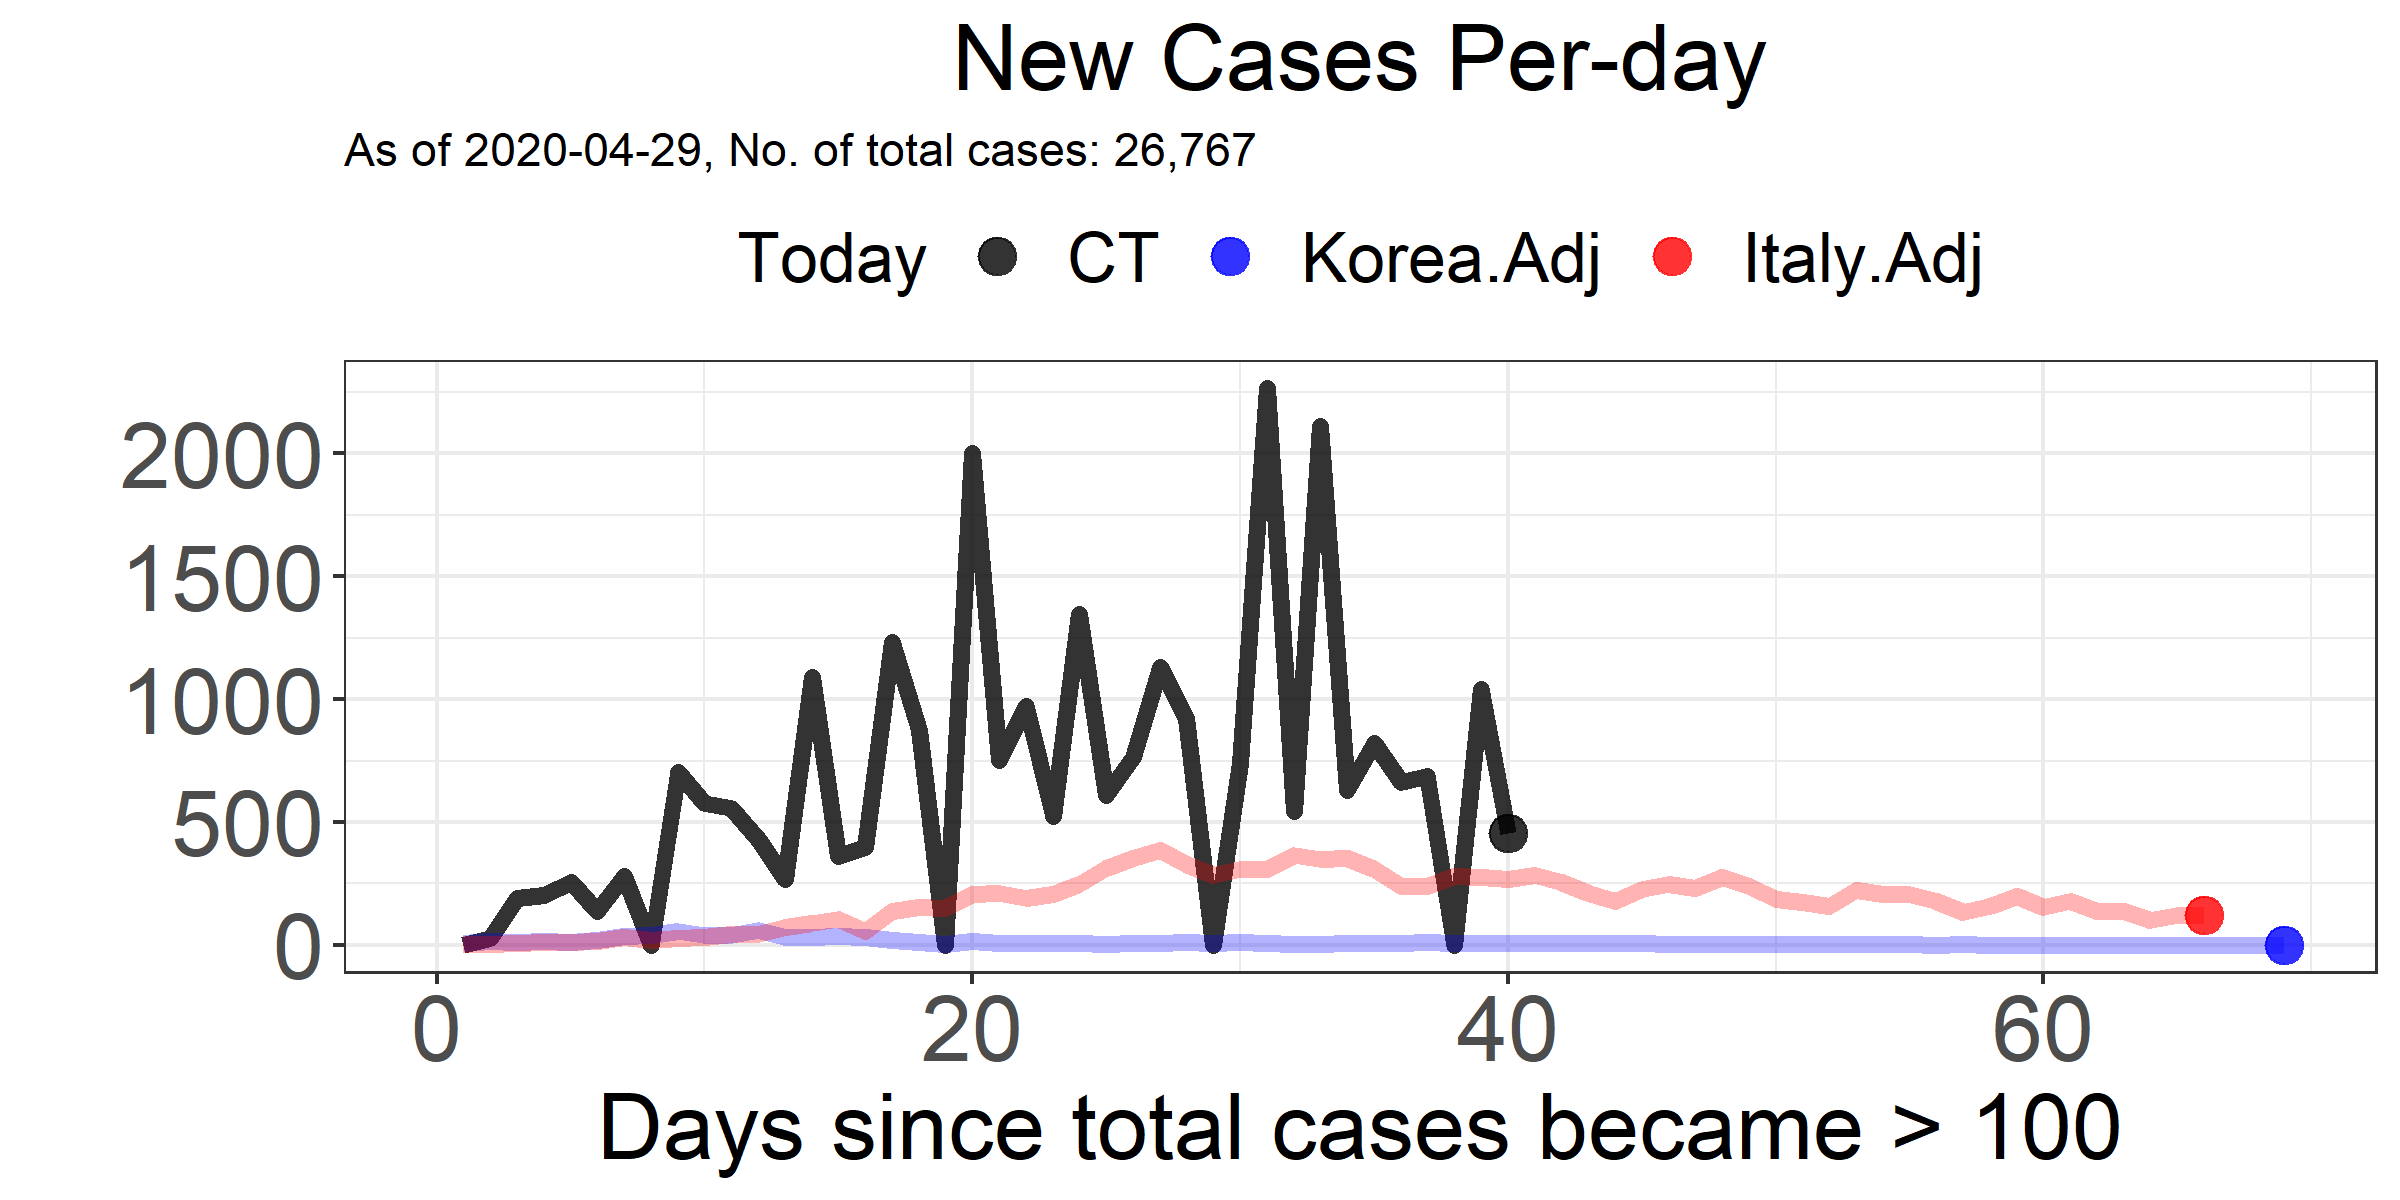 New Cases Per-day
As of 2020-04-29, No. of total cases: 26,767
Today CT Korea.Adj Italy.Adj
2000
1500
1000
500
0
0 20 40 60
Days since total cases became > 100